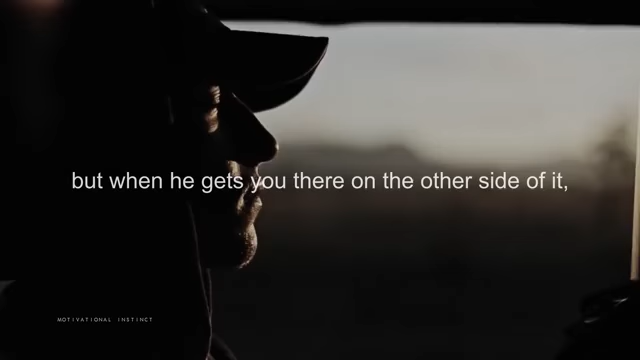 but when he gets you there on the other side of it,
MOTIVATIONAL INSTINCT